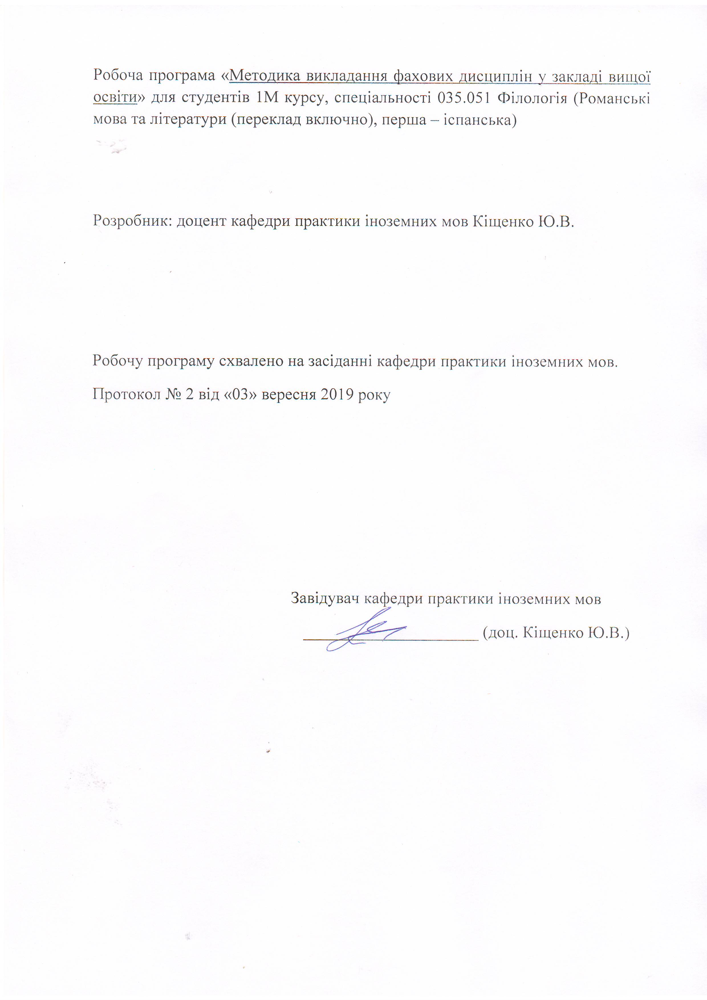 Робоча програма «Методика викладання фахових дисциплін у закладі вищої
освіти» для студентів 1М курсу, спеціальності 035.051 Філологія (Романські
мова та літератури (переклад включно), перша – іспанська)
Розробник: доцент кафедри практики іноземних мов Кіщенко Ю.В.
Робочу програму схвалено на засіданні кафедри практики іноземних мов.
Протокол № 2 від «03» вересня 2019 року
Завідувач кафедри практики іноземних мов
(доц. Кіщенко Ю.В.)